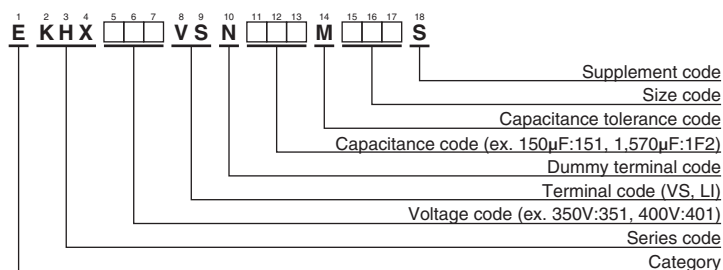 1 2 3 4 5 6 7 8 9 10 11 12 13 14 15 16 17 18
E K H X □□□ V S N □□□ M □□□ S
Supplement code
Size code
Capacitance tolerance code
Capacitance code (ex. 150µF:151, 1,570µF:1F2)
Dummy terminal code
Terminal code (VS, LI)
Voltage code (ex. 350V:351, 400V:401)
Series code
Category